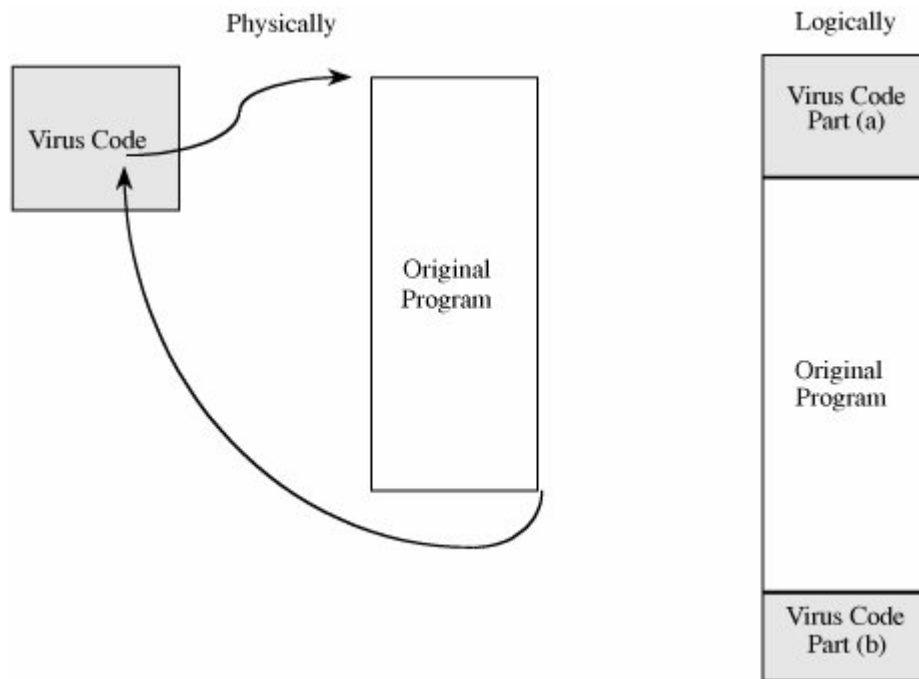 Physically
Logically
Virus Code
Original
Program
Virus Code
Part (a)
Original
Program
Virus Code
Part (b)